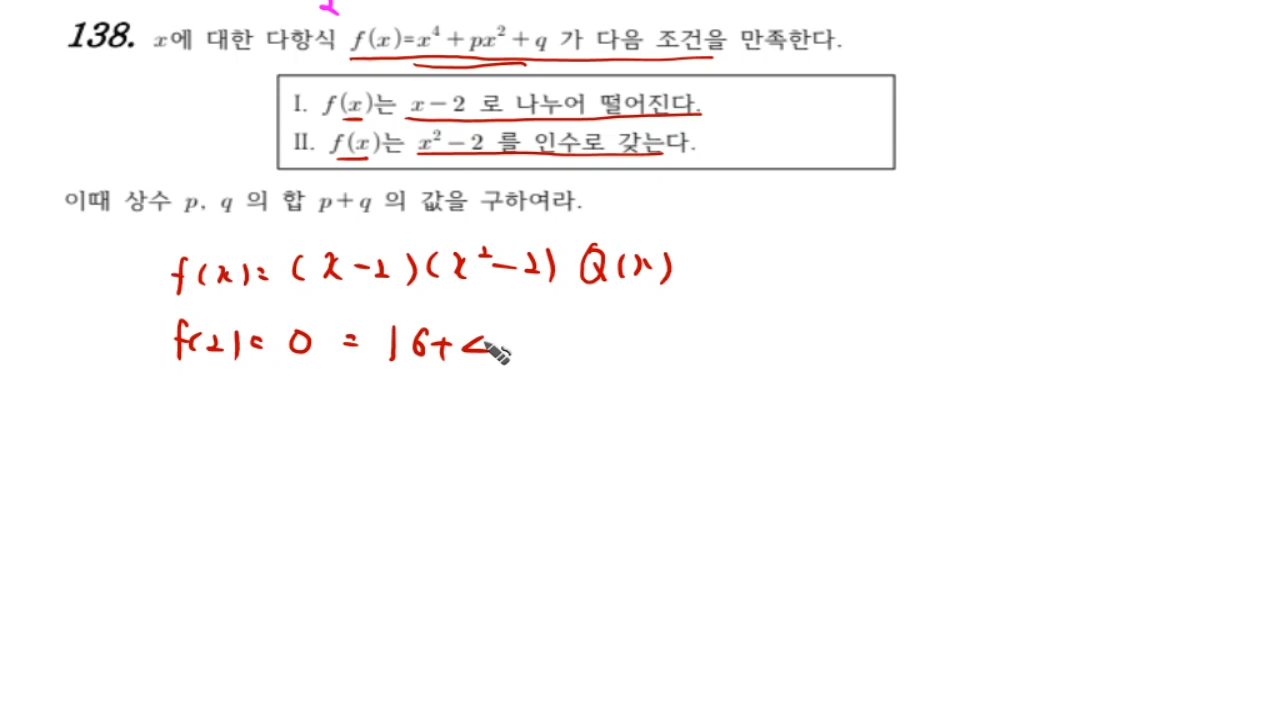 138. x에 대한 다항식 f(x)=x⁴+px²+q 가 다음 조건을 만족한다.
I. f(x)는 x-2 로 나누어 떨어진다.
II. f(x)는 x²-2 를 인수로 갖는다.
이때 상수 p, q 의 합 p+q 의 값을 구하여라.
f(x)= (x-2)(x²-2) Q(x)
f(2)= 0 = 16+